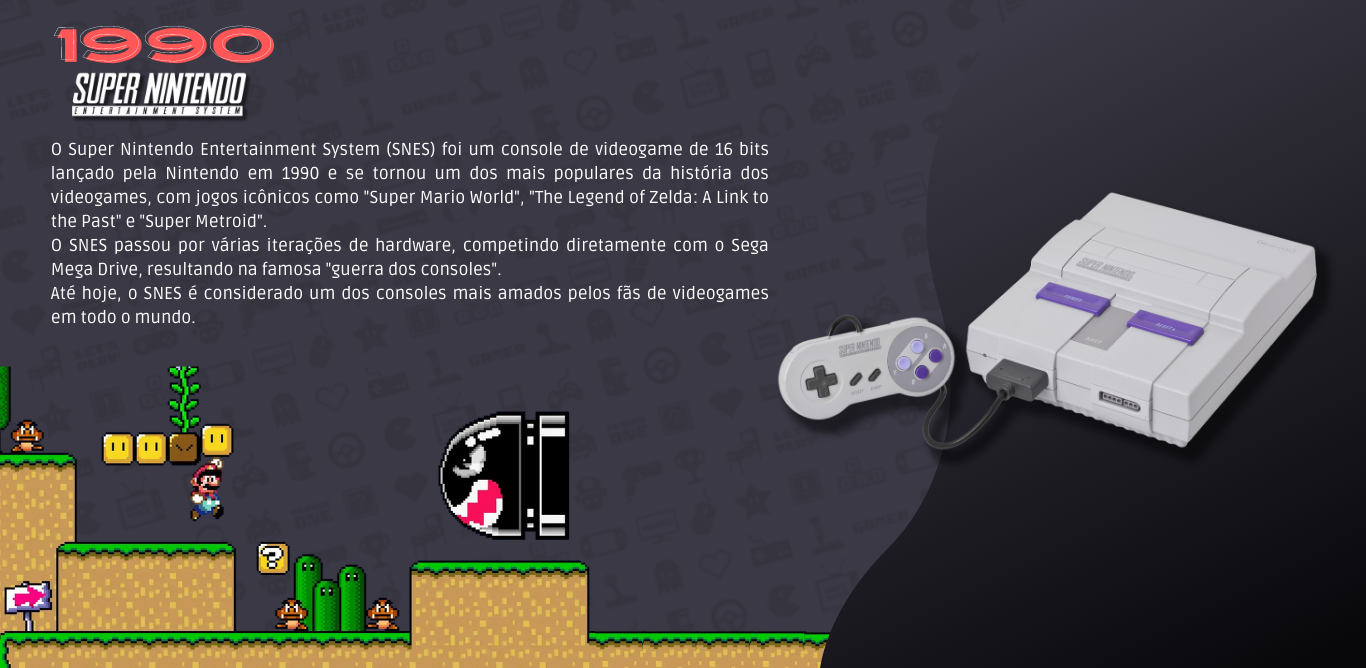 1990
SUPER NINTENDO
ENTERTAINMENT SYSTEM
O Super Nintendo Entertainment System (SNES) foi um console de videogame de 16 bits
lançado pela Nintendo em 1990 e se tornou um dos mais populares da história dos
videogames, com jogos icônicos como "Super Mario World", "The Legend of Zelda: A Link to
the Past" e "Super Metroid".
O SNES passou por várias iterações de hardware, competindo diretamente com o Sega
Mega Drive, resultando na famosa "guerra dos consoles".
Até hoje, o SNES é considerado um dos consoles mais amados pelos fãs de videogames
em todo o mundo.
SUPER NINTENDO
SUPER NINTENDO
?